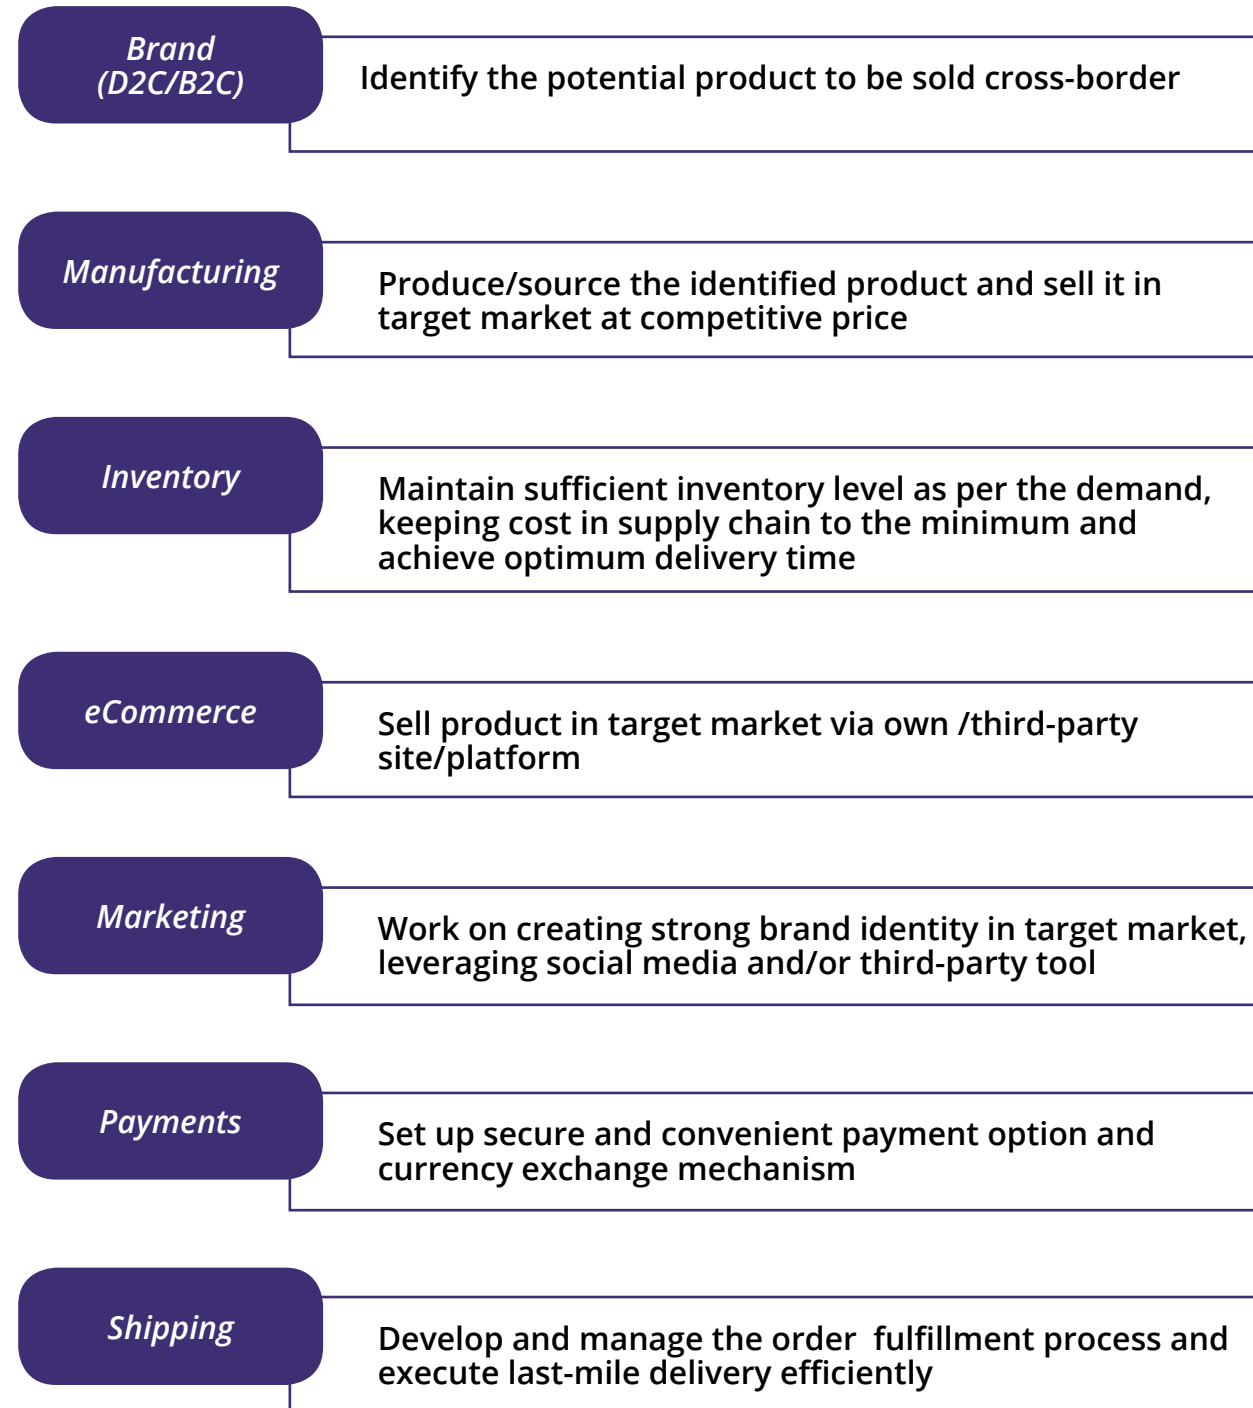 Brand
(D2C/B2C)
Identify the potential product to be sold cross-border
Manufacturing
Produce/source the identified product and sell it in
target market at competitive price
Inventory
Maintain sufficient inventory level as per the demand,
keeping cost in supply chain to the minimum and
achieve optimum delivery time
eCommerce
Sell product in target market via own /third-party
site/platform
Marketing
Work on creating strong brand identity in target market,
leveraging social media and/or third-party tool
Payments
Set up secure and convenient payment option and
currency exchange mechanism
Shipping
Develop and manage the order  fulfillment process and
execute last-mile delivery efficiently